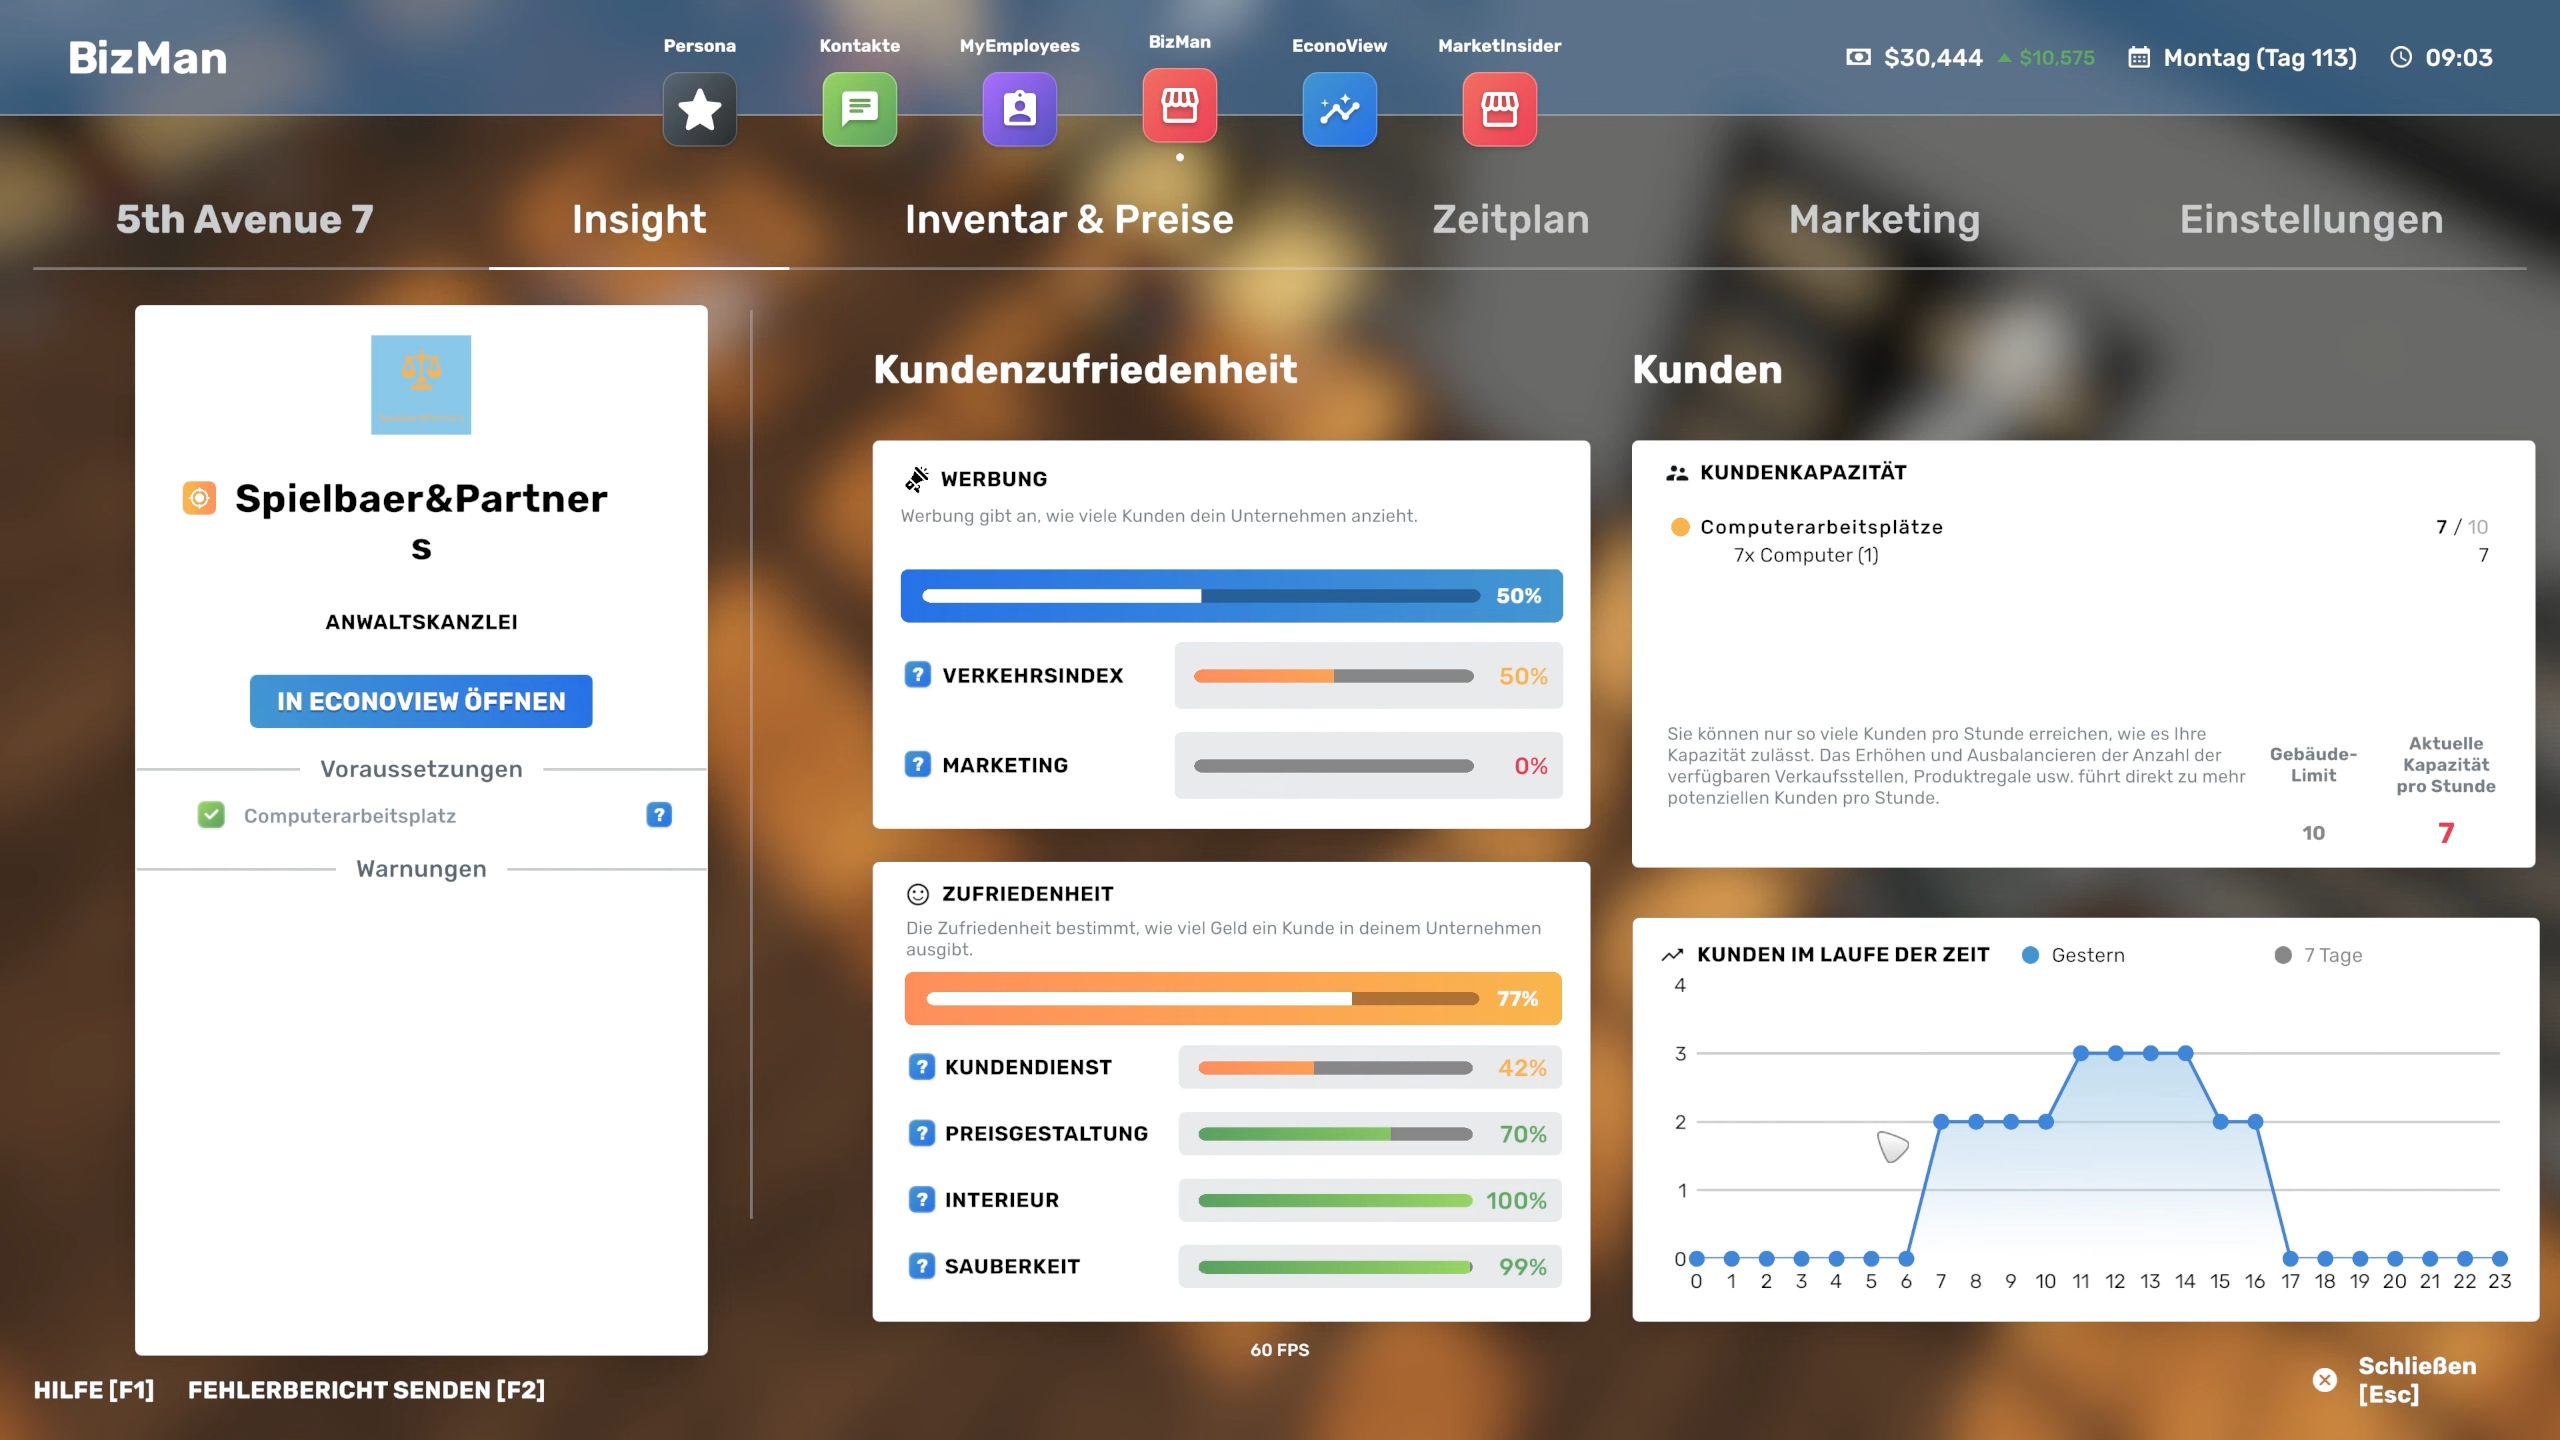 BizMan
Persona
Kontakte
MyEmployees
BizMan
EconoView
MarketInsider
$30,444
$10,575
Montag (Tag 113)
09:03
5th Avenue 7
Insight
Inventar & Preise
Zeitplan
Marketing
Einstellungen
Spielbaer&Partner
s
ANWALTSKANZLEI
IN ECONOVIEW ÖFFNEN
Voraussetzungen
Computerarbeitsplatz
?
Warnungen
Kundenzufriedenheit
WERBUNG
Werbung gibt an, wie viele Kunden dein Unternehmen anzieht.
50%
? VERKEHRSINDEX 50%
? MARKETING 0%
ZUFRIEDENHEIT
Die Zufriedenheit bestimmt, wie viel Geld ein Kunde in deinem Unternehmen
ausgibt.
77%
? KUNDENDIENST 42%
? PREISGESTALTUNG 70%
? INTERIEUR 100%
? SAUBERKEIT 99%
Kunden
KUNDENKAPAZITÄT
Computerarbeitsplätze 7 / 10
7x Computer (1) 7
Sie können nur so viele Kunden pro Stunde erreichen, wie es Ihre
Kapazität zulässt. Das Erhöhen und Ausbalancieren der Anzahl der
verfügbaren Verkaufsstellen, Produktregale usw. führt direkt zu mehr
potenziellen Kunden pro Stunde.
Gebäude-
Limit
10
Aktuelle
Kapazität
pro Stunde
7
KUNDEN IM LAUFE DER ZEIT
Gestern
7 Tage
4
3
2
1
0
0 1 2 3 4 5 6 7 8 9 10 11 12 13 14 15 16 17 18 19 20 21 22 23
60 FPS
HILFE [F1]
FEHLERBERICHT SENDEN [F2]
Schließen
[Esc]